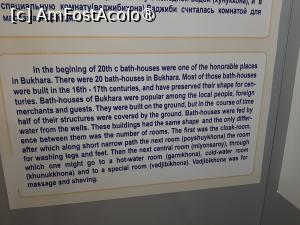 (c) AmFostAcolo®
специальную комнату(ваджибихона)ваджиби считалась комнатой для
In the begining of 20th c bath-houses were one of the honorable places
in Bukhara. There were 20 bath-houses in Bukhara. Most of those bath-houses
were built in the 16th - 17th centuries, and have preserved their shape for cen-
turies. Bath-houses of Bukhara were popular among the local people, foreign
merchants and guests. They were built on the ground, but in the course of time
half of their structures were covered by the ground. Bath-houses were fed by
water from the wells. These buildings had the same shape and the only differ-
ence between them was the number of rooms. The first was the cloak-room,
after which along short narrow path the next room (poyshuykhona) the room
for washing legs and feet. Then the next central room (miyonsaroy), through
which one might go to a hot-water room (garmkhona), cold-water room
(khunukkhona) and to a special room (vadjibikhona). Vadjibikhona was for
massage and shaving.